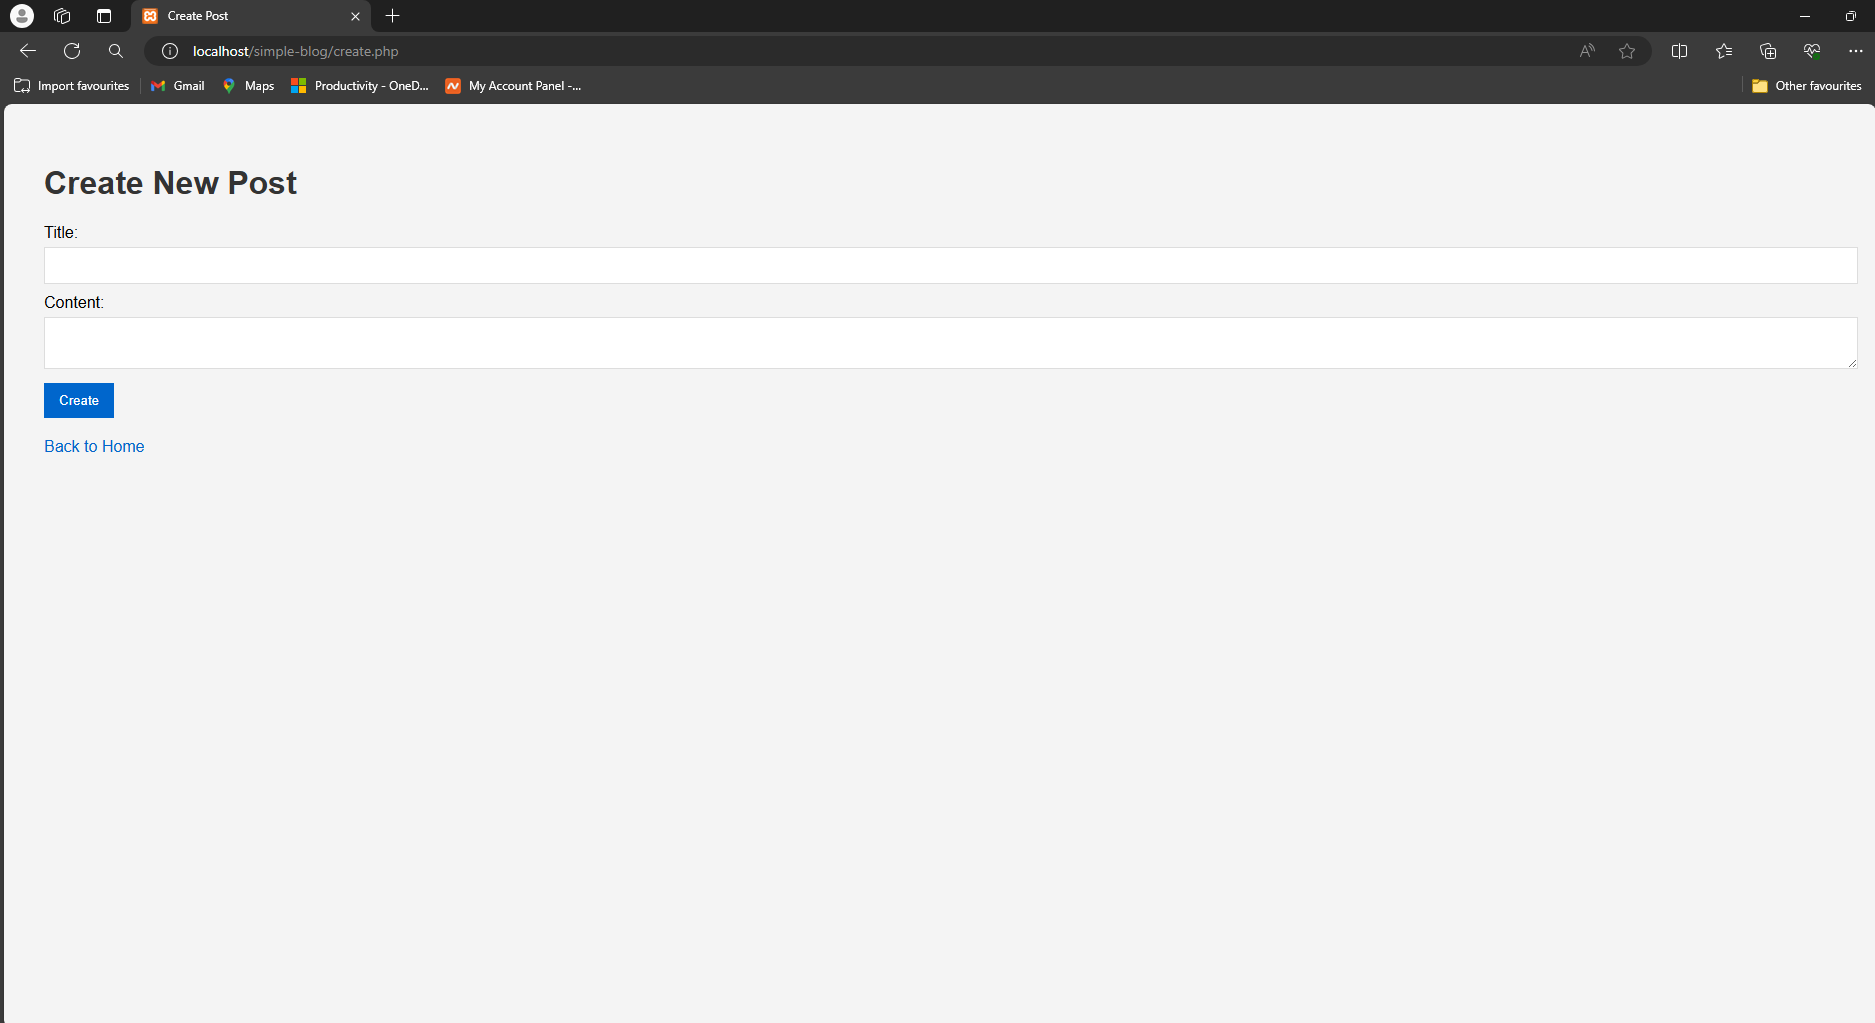 Create Post
localhost/simple-blog/create.php
Import favourites Gmail Maps Productivity - OneD... My Account Panel -... Other favourites
Create New Post
Title:
Content:
Create
Back to Home